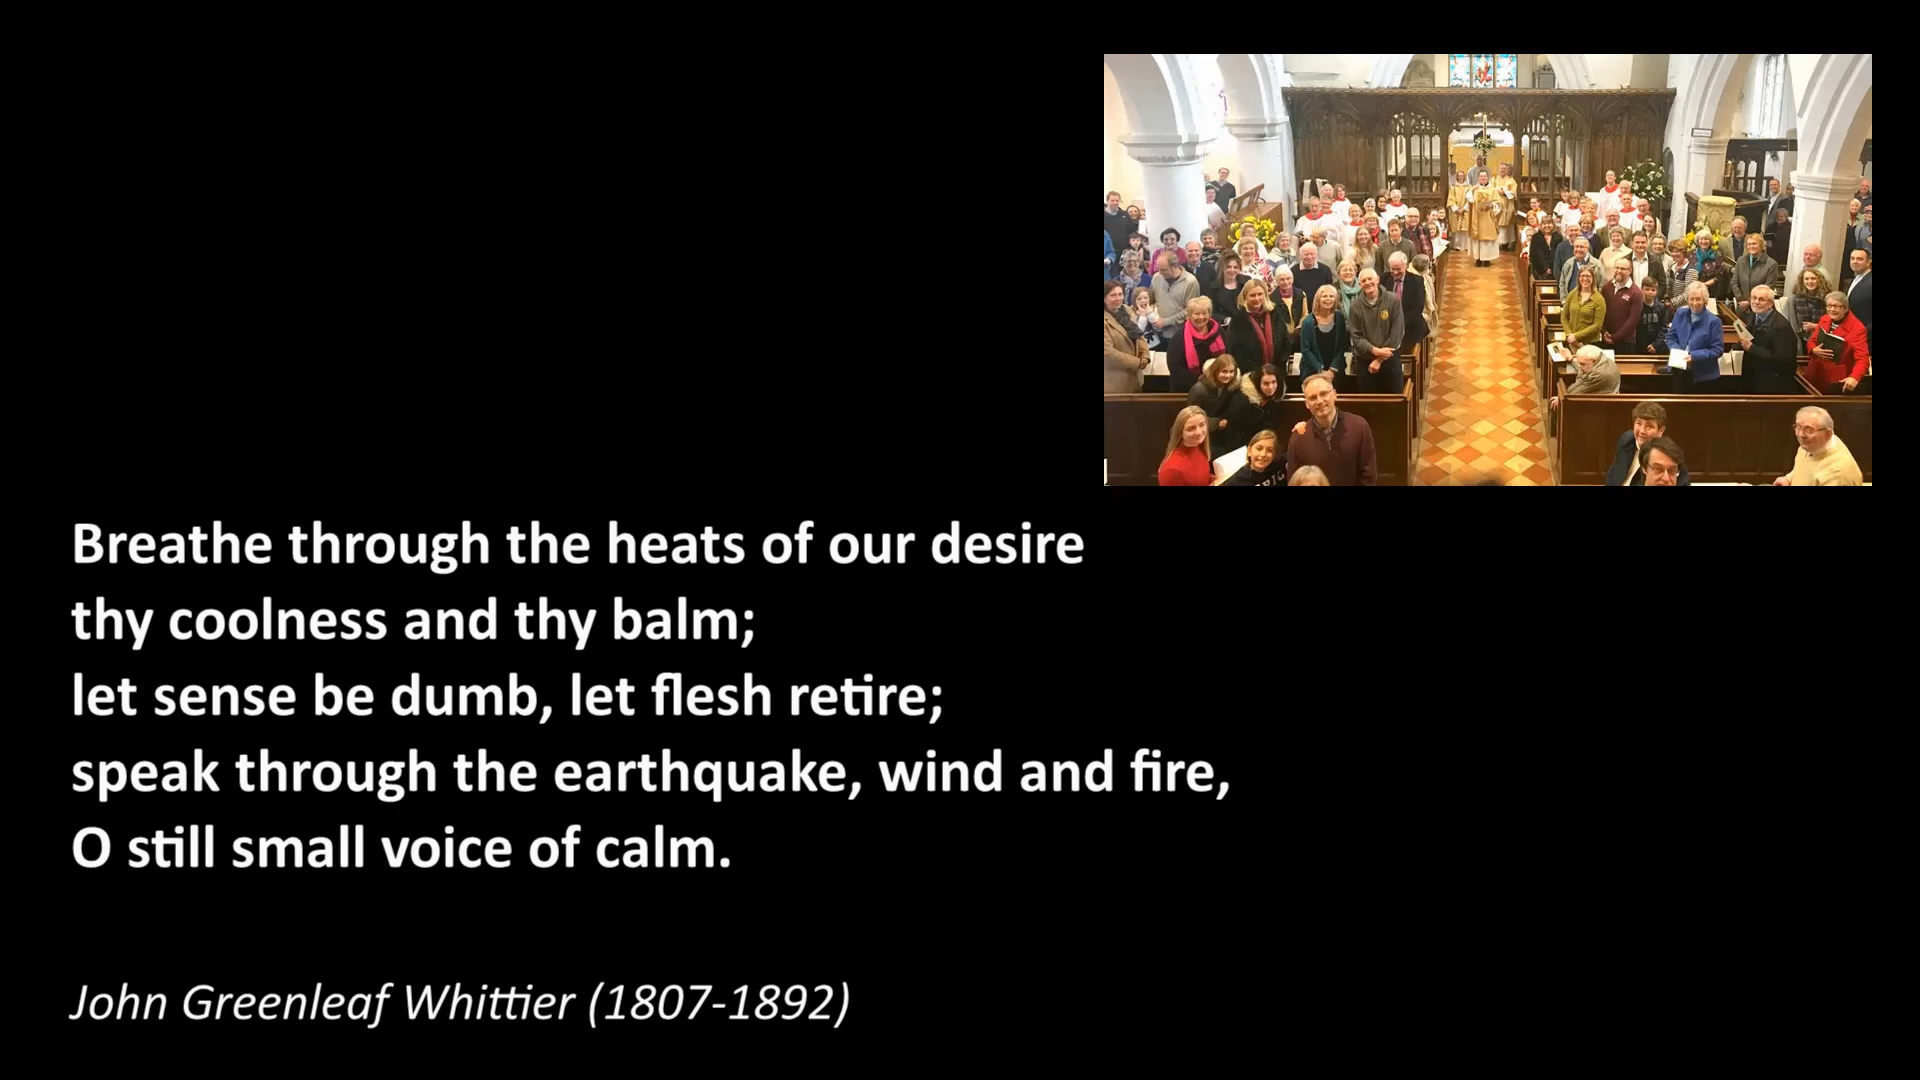 Breathe through the heats of our desire
thy coolness and thy balm;
let sense be dumb, let flesh retire;
speak through the earthquake, wind and fire,
O still small voice of calm.
John Greenleaf Whittier (1807-1892)